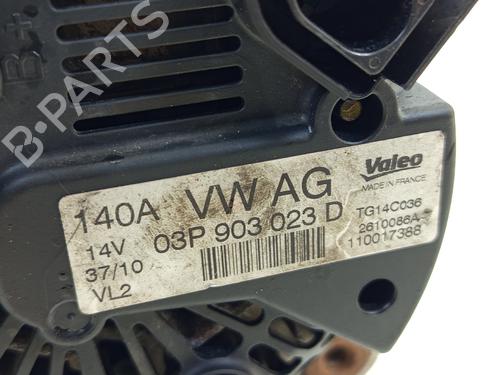 B+
B-PARTS
140A VW AG
14V 03P 903 023 D
37/10
VL2
Valeo
MADE IN FRANCE
TG14C036
2610086A
110017388